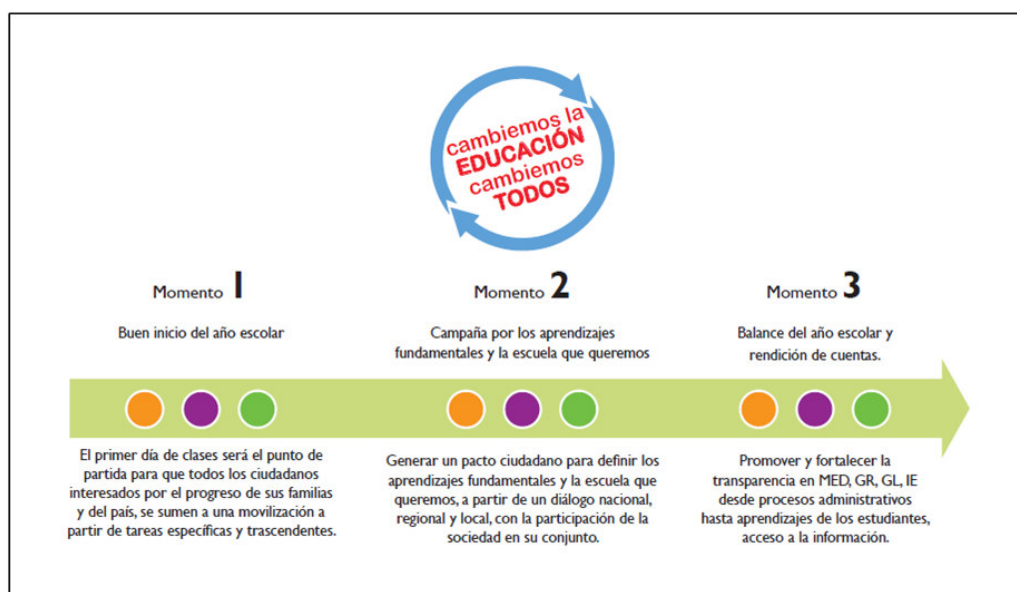 cambiemos la
EDUCACIÓN
cambiemos
TODOS
Momento 1
Buen inicio del año escolar
El primer día de clases será el punto de
partida para que todos los ciudadanos
interesados por el progreso de sus familias
y del país, se sumen a una movilización a
partir de tareas específicas y trascendentes.
Momento 2
Campaña por los aprendizajes
fundamentales y la escuela que queremos
Generar un pacto ciudadano para definir los
aprendizajes fundamentales y la escuela que
queremos, a partir de un diálogo nacional,
regional y local, con la participación de la
sociedad en su conjunto.
Momento 3
Balance del año escolar y
rendición de cuentas.
Promover y fortalecer la
transparencia en MED, GR, GL, IE
desde procesos administrativos
hasta aprendizajes de los estudiantes,
acceso a la información.